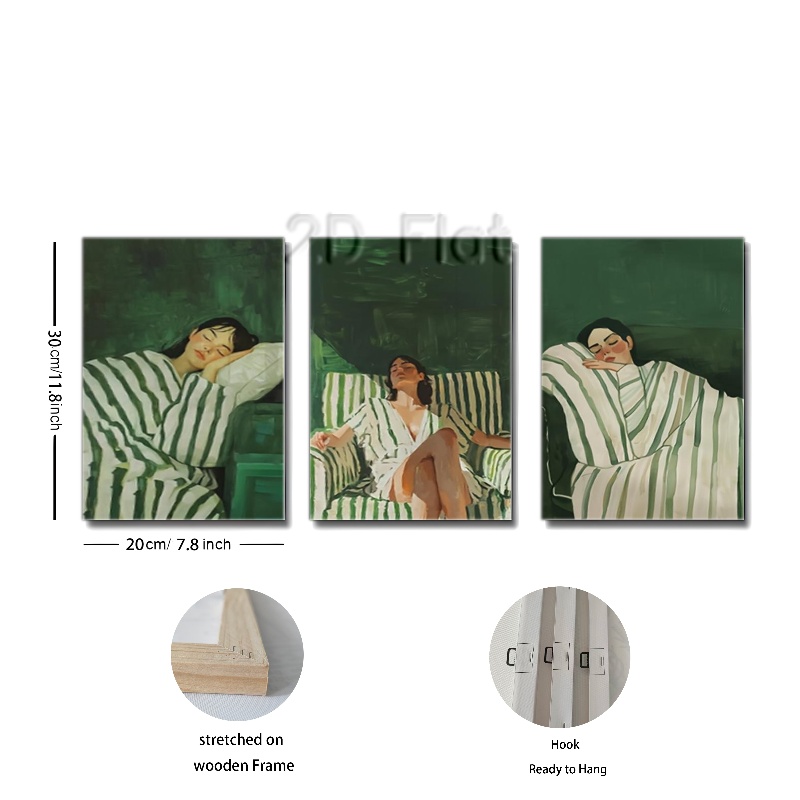 2D Flat
30cm/11.8inch
20cm/ 7.8 inch
stretched on
wooden Frame
Hook
Ready to Hang